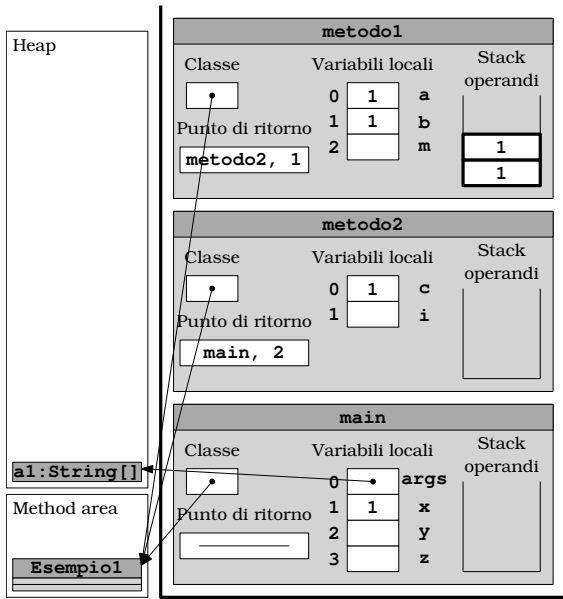 Heap
a1:String[]
Method area
Esempio1
metodo1
Classe
Variabili locali
Stack
operandi
0 1 a
1 1 b
2 m
Punto di ritorno
metodo2, 1
1
1
metodo2
Classe
Variabili locali
Stack
operandi
0 1 c
1 i
Punto di ritorno
main, 2
main
Classe
Variabili locali
Stack
operandi
0 args
1 1 x
2 y
3 z
Punto di ritorno